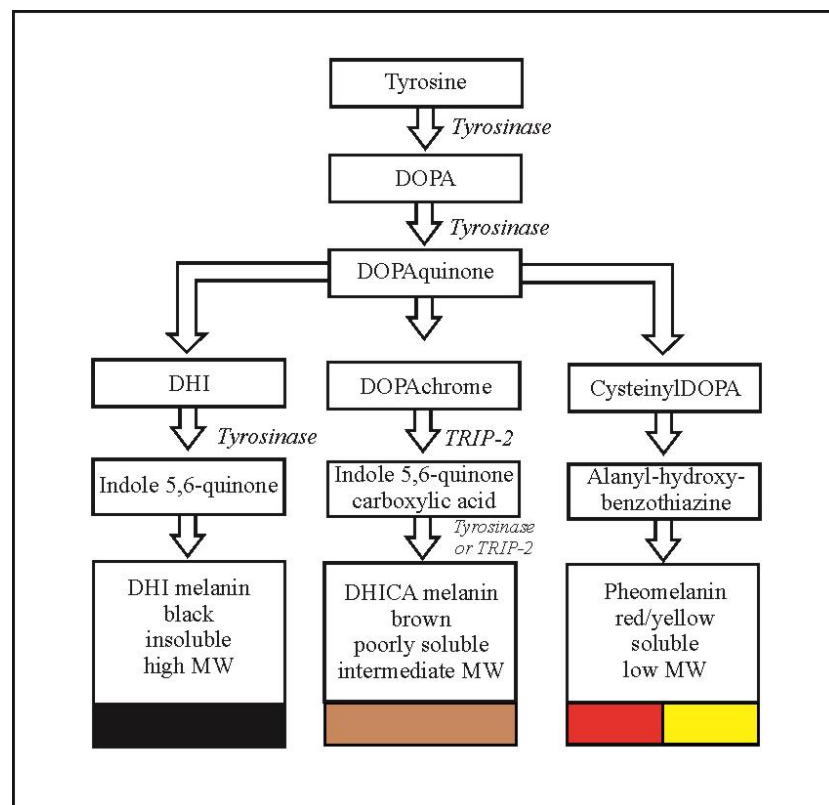 Tyrosine
Tyrosinase
DOPA
Tyrosinase
DOPAquinone
DHI
DOPAchrome
CysteinylDOPA
Tyrosinase
TRIP-2
Indole 5,6-quinone
Indole 5,6-quinone
carboxylic acid
Alanyl-hydroxy-
benzothiazine
Tyrosinase
or TRIP-2
DHI melanin
black
insoluble
high MW
DHICA melanin
brown
poorly soluble
intermediate MW
Pheomelanin
red/yellow
soluble
low MW